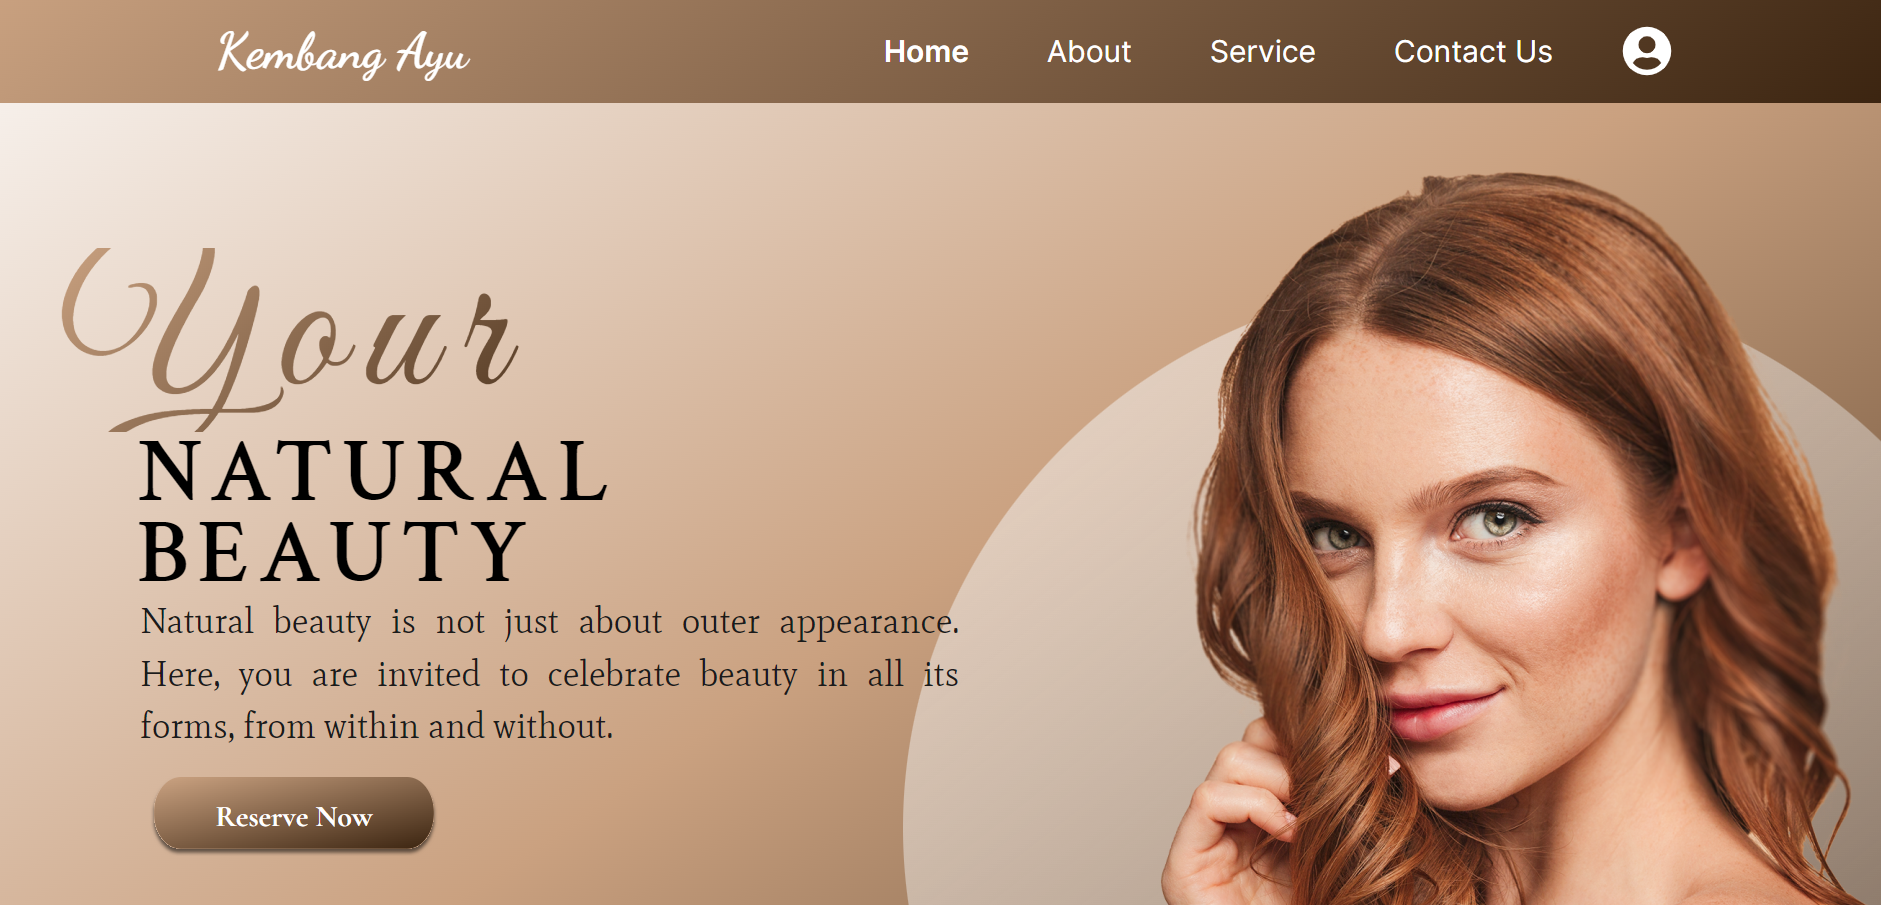 Kembang Ayu
Home About Service Contact Us
Your
NATURAL
BEAUTY
Natural beauty is not just about outer appearance.
Here, you are invited to celebrate beauty in all its
forms, from within and without.
Reserve Now